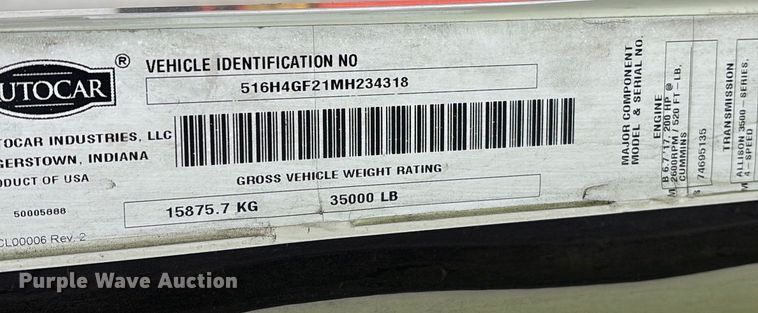 UTOCAR ®
TOCAR INDUSTRIES, LLC
GERSTOWN, INDIANA
ODUCT OF USA
50005888
CL00006 Rev. 2
VEHICLE IDENTIFICATION NO
516H4GF21MH234318
GROSS VEHICLE WEIGHT RATING
15875.7 KG 35000 LB
MAJOR COMPONENT
MODEL & SERIAL NO.
ENGINE
B 6.7 '17, 200 HP @
2600RPM / 520 FT - LB,
CUMMINS
M
74695135
TRANSMISSION
ALLISON 3500 - SERIES,
4 - SPEED
M
Purple Wave Auction